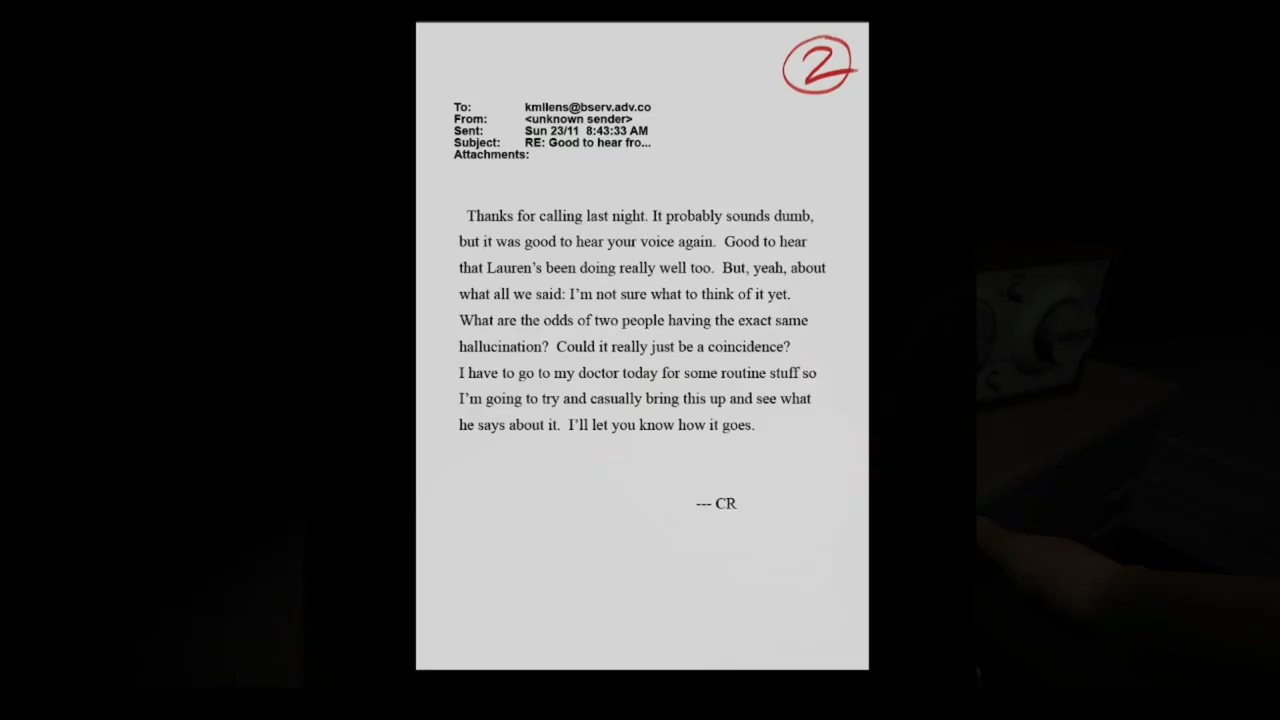 2
To: kmllens@bserv.adv.co
From: <unknown sender>
Sent: Sun 23/11 8:43:33 AM
Subject: RE: Good to hear fro...
Attachments:
Thanks for calling last night. It probably sounds dumb,
but it was good to hear your voice again. Good to hear
that Lauren’s been doing really well too. But, yeah, about
what all we said: I’m not sure what to think of it yet.
What are the odds of two people having the exact same
hallucination? Could it really just be a coincidence?
I have to go to my doctor today for some routine stuff so
I’m going to try and casually bring this up and see what
he says about it. I’ll let you know how it goes.
--- CR